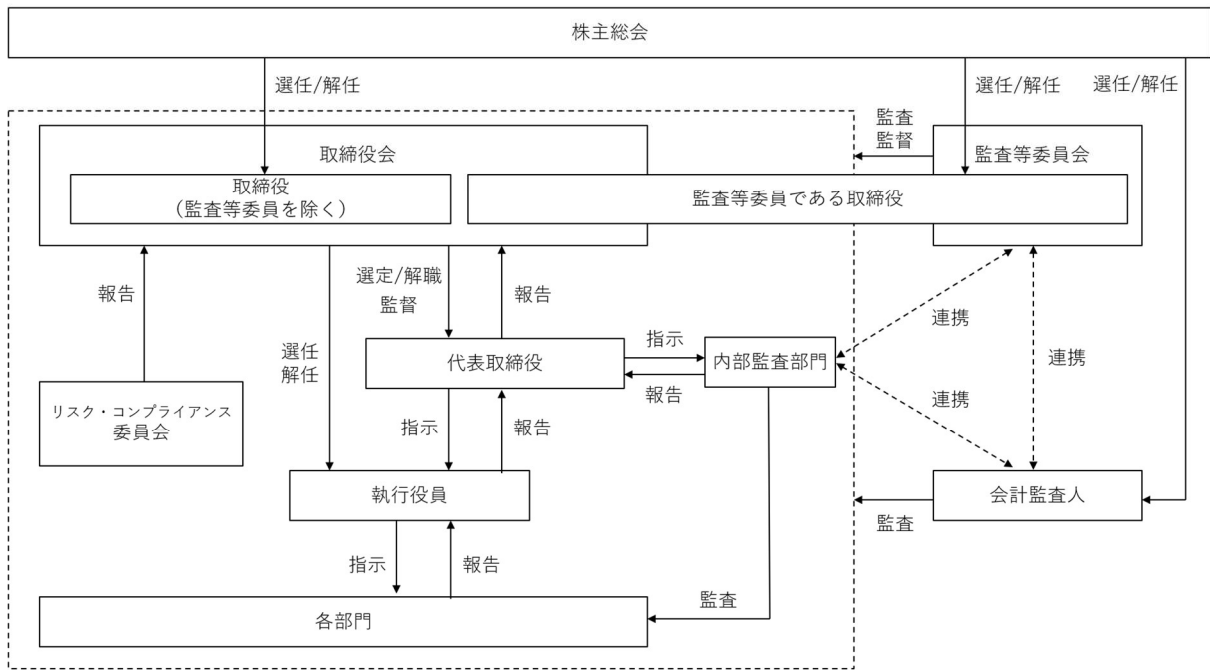 株主総会
選任/解任
選任/解任
選任/解任
監査
監督
取締役会
監査等委員会
取締役
（監査等委員を除く）
監査等委員である取締役
報告
選定/解職
監督
報告
連携
連携
選任
解任
代表取締役
指示
報告
内部監査部門
リスク・コンプライアンス
委員会
指示
報告
連携
執行役員
会計監査人
監査
指示
報告
監査
各部門